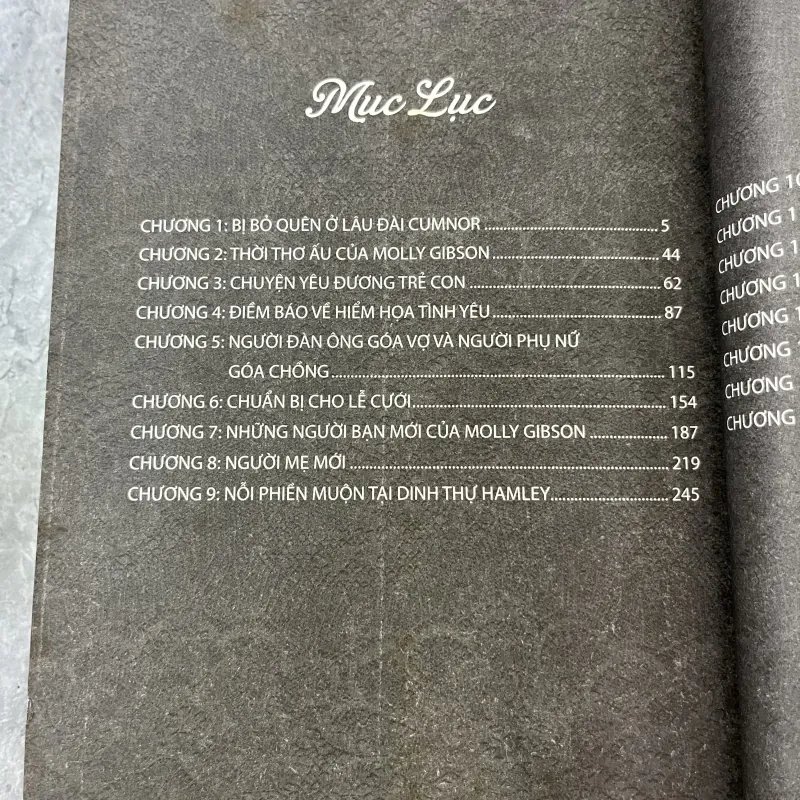 Mục Lục
CHƯƠNG 1: BỊ BỎ QUÊN Ở LÂU ĐÀI CUMNOR ........ 5
CHƯƠNG 2: THỜI THƠ ẤU CỦA MOLLY GIBSON ........ 44
CHƯƠNG 3: CHUYỆN YÊU ĐƯƠNG TRẺ CON ........ 62
CHƯƠNG 4: ĐIỀM BÁO VỀ HIỂM HỌA TÌNH YÊU ........ 87
CHƯƠNG 5: NGƯỜI ĐÀN ÔNG GÓA VỢ VÀ NGƯỜI PHỤ NỮ
GÓA CHỒNG ........ 115
CHƯƠNG 6: CHUẨN BỊ CHO LỄ CƯỚI ........ 154
CHƯƠNG 7: NHỮNG NGƯỜI BẠN MỚI CỦA MOLLY GIBSON ........ 187
CHƯƠNG 8: NGƯỜI MẸ MỚI ........ 219
CHƯƠNG 9: NỖI PHIỀN MUỘN TẠI DINH THỰ HAMLEY ........ 245
CHƯƠNG
CHƯƠNG
CHƯƠNG
CHƯƠNG
CHƯƠNG
CHƯƠNG
CHƯƠNG
CHƯƠNG